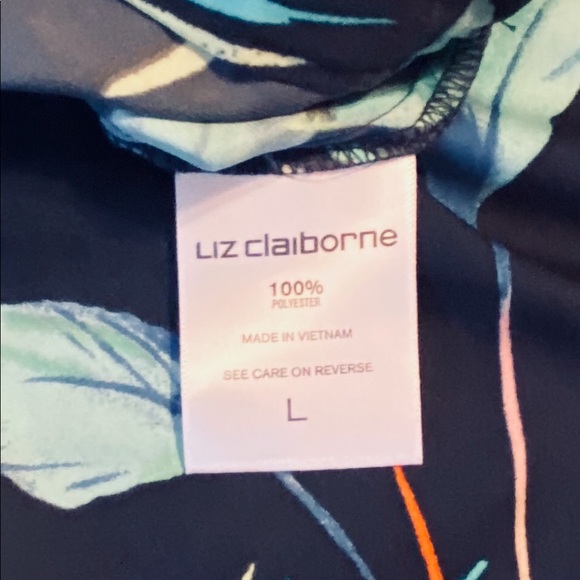 LIZ claiborne
100%
POLYESTER
MADE IN VIETNAM
SEE CARE ON REVERSE
L